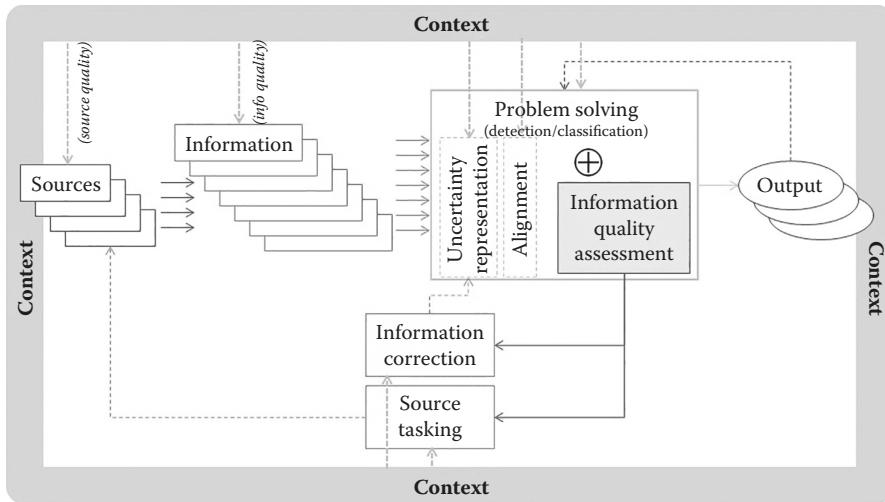 Context
(source quality)
(info quality)
Problem solving
(detection/classification)
Information
Sources
Uncertainty
representation
Alignment
⊕
Information
quality
assessment
Output
Context
Context
Information
correction
Source
tasking
Context